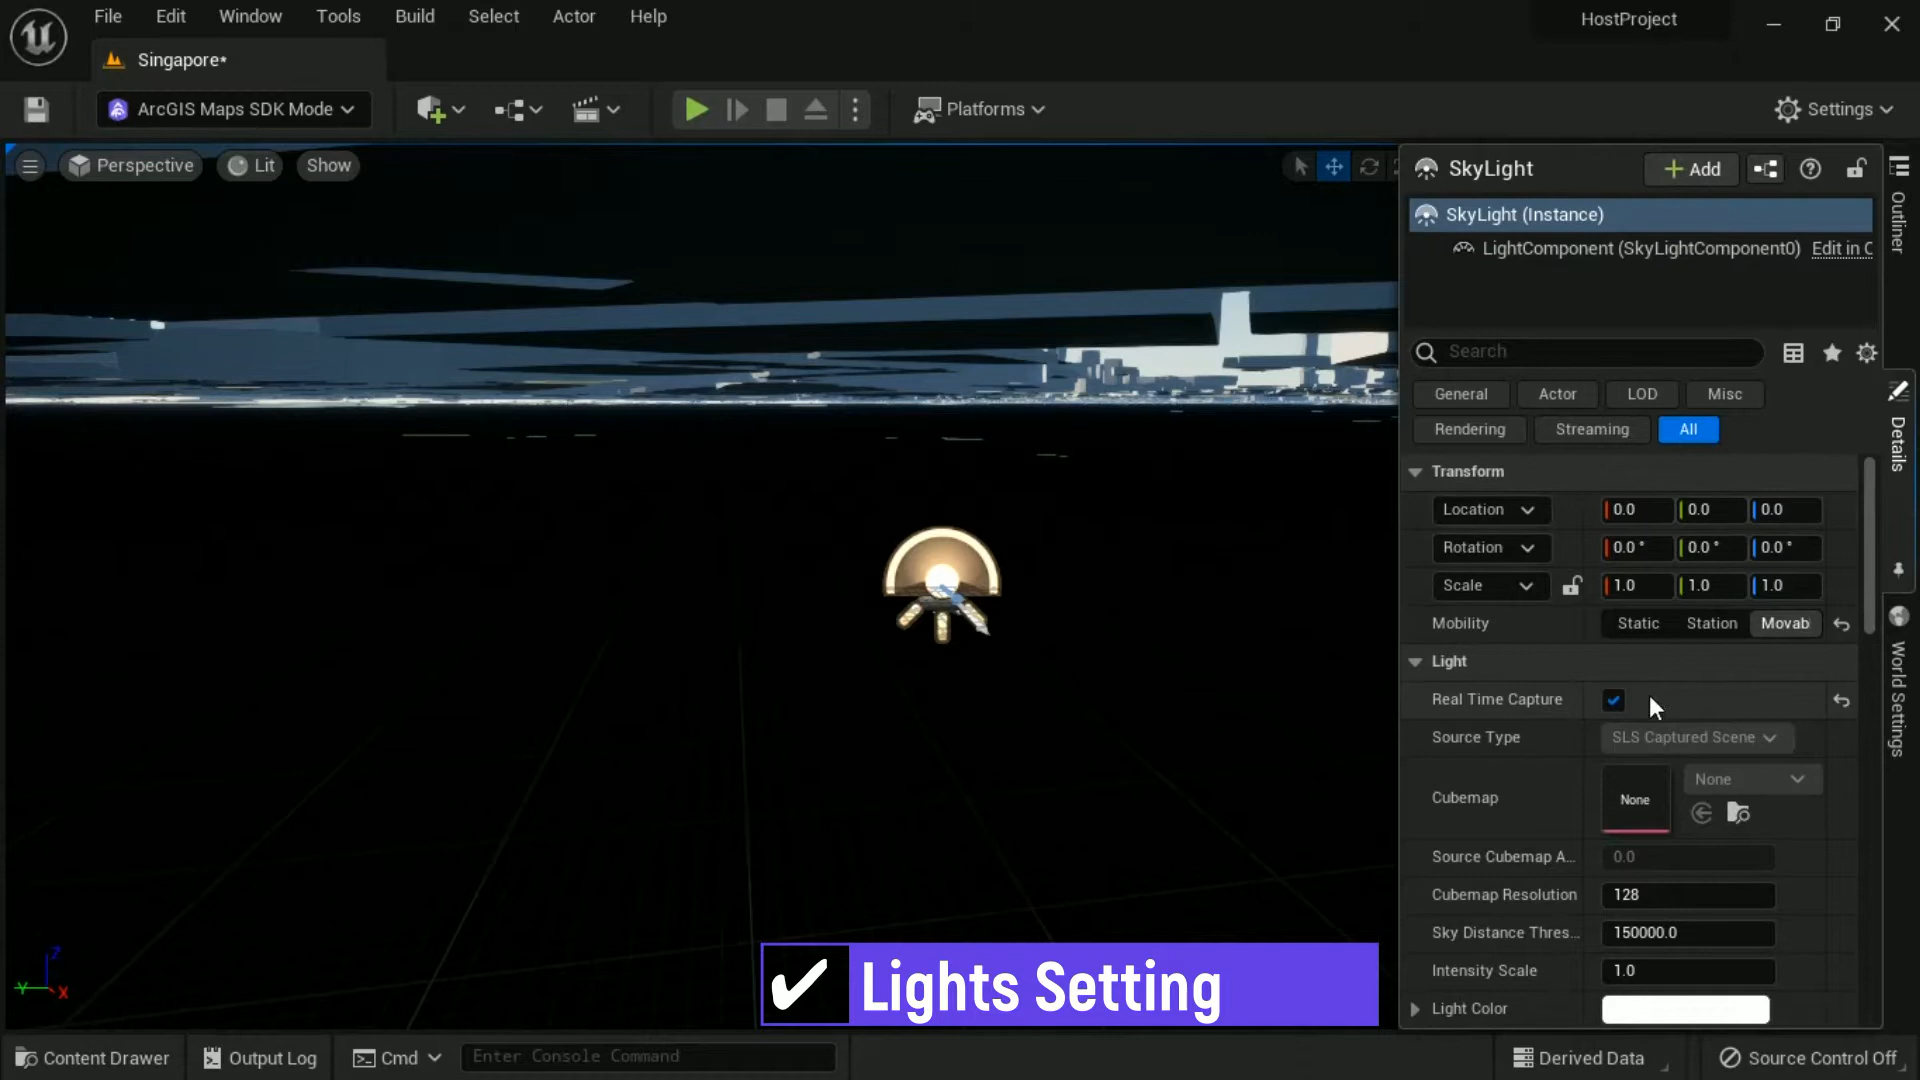 File Edit Window Tools Build Select Actor Help
HostProject
Singapore*
ArcGIS Maps SDK Mode
Platforms
Settings
Perspective
Lit
Show
SkyLight
Add
SkyLight (Instance)
LightComponent (SkyLightComponent0) Edit in C
Search
General Actor LOD Misc
Rendering Streaming All
Transform
Location 0.0 0.0 0.0
Rotation 0.0 ° 0.0 ° 0.0 °
Scale 1.0 1.0 1.0
Mobility Static Station Movab
Light
Real Time Capture
Source Type SLS Captured Scene
Cubemap None None
Source Cubemap A... 0.0
Cubemap Resolution 128
Sky Distance Thres... 150000.0
Intensity Scale 1.0
Light Color
Outliner
Details
World Settings
Z
Y
X
Lights Setting
Content Drawer
Output Log
Cmd
Enter Console Command
Derived Data
Source Control Off